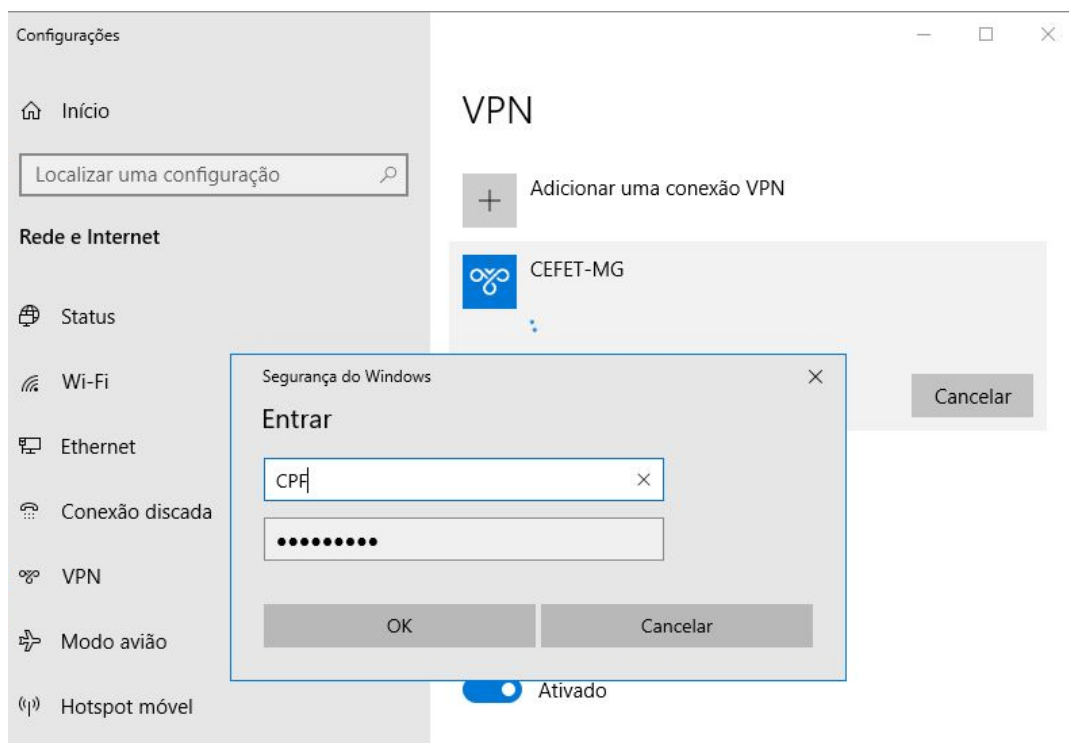 Configurações
Início
Localizar uma configuração
Rede e Internet
Status
Wi-Fi
Ethernet
Conexão discada
VPN
Modo avião
Hotspot móvel
VPN
Adicionar uma conexão VPN
CEFET-MG
Cancelar
Segurança do Windows
Entrar
CPF
•••••••••
OK
Cancelar
Ativado